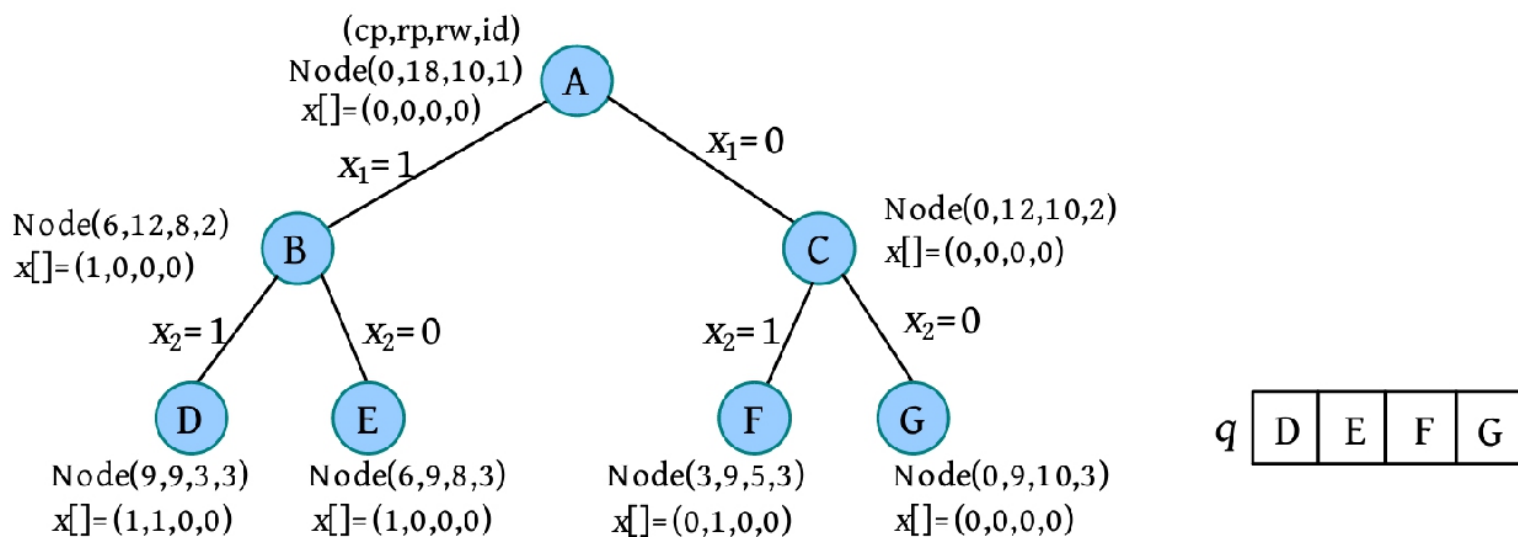 (cp,rp,rw,id)
Node(0,18,10,1)
x[]=(0,0,0,0)
A
x₁=1
x₁=0
Node(6,12,8,2)
x[]=(1,0,0,0)
B
C
Node(0,12,10,2)
x[]=(0,0,0,0)
x₂=1
x₂=0
x₂=1
x₂=0
D
E
F
G
q D E F G
Node(9,9,3,3)
x[]=(1,1,0,0)
Node(6,9,8,3)
x[]=(1,0,0,0)
Node(3,9,5,3)
x[]=(0,1,0,0)
Node(0,9,10,3)
x[]=(0,0,0,0)